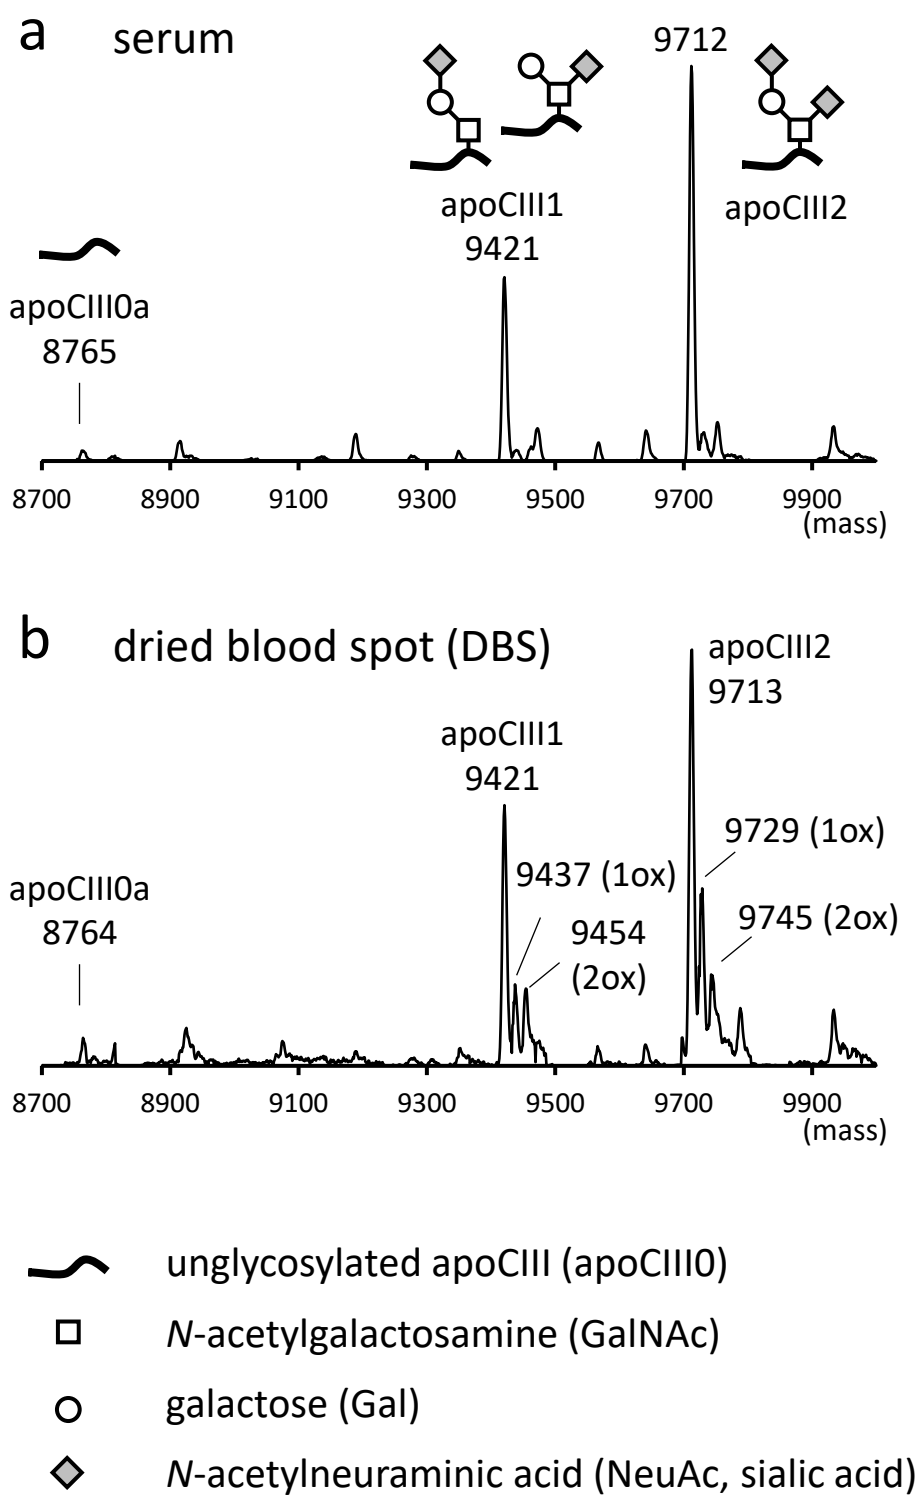 a serum
9712
apoCIII1
9421
apoCIII2
apoCIII0a
8765
8700 8900 9100 9300 9500 9700 9900
(mass)
b dried blood spot (DBS)
apoCIII2
9713
apoCIII1
9421
9729 (1ox)
9437 (1ox)
apoCIII0a
8764
9745 (2ox)
9454
(2ox)
8700 8900 9100 9300 9500 9700 9900
(mass)
unglycosylated apoCIII (apoCIII0)
N-acetylgalactosamine (GalNAc)
galactose (Gal)
N-acetylneuraminic acid (NeuAc, sialic acid)